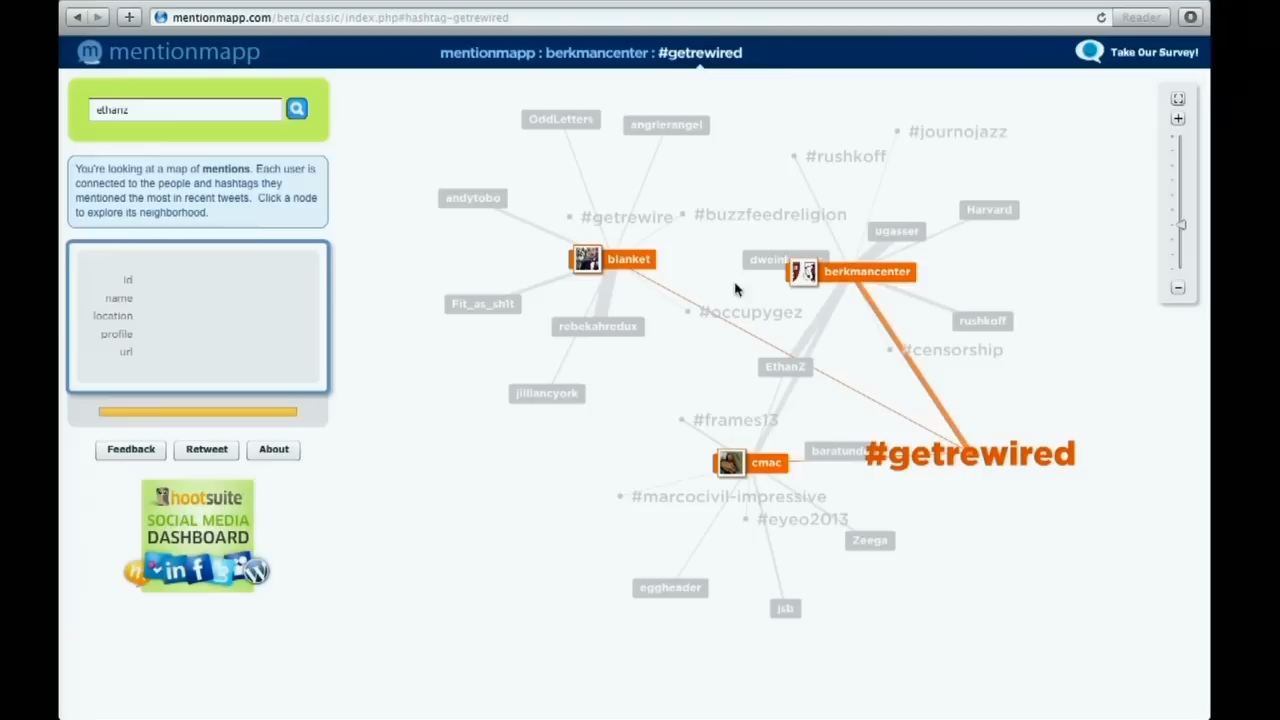 mentionmapp.com/beta/classic/index.php#hashtag-getrewired
Reader
mentionmapp
mentionmapp : berkmancenter : #getrewired
Take Our Survey!
ethanz
You're looking at a map of mentions. Each user is
connected to the people and hashtags they
mentioned the most in recent tweets. Click a node
to explore its neighborhood.
id
name
location
profile
url
Feedback
Retweet
About
hootsuite
SOCIAL MEDIA
DASHBOARD
OddLetters
angrierangel
#journojazz
#rushkoff
andytobo
#getrewire
#buzzfeedreligion
Harvard
ugasser
blanket
berkmancenter
Fit_as_sh1t
#occupygez
rebekahredux
rushkoff
#censorship
EthanZ
jilliancyork
#frames13
baratund
#getrewired
cmac
#marcocivil-impressive
#eyeo2013
Zeega
eggheader
jsb